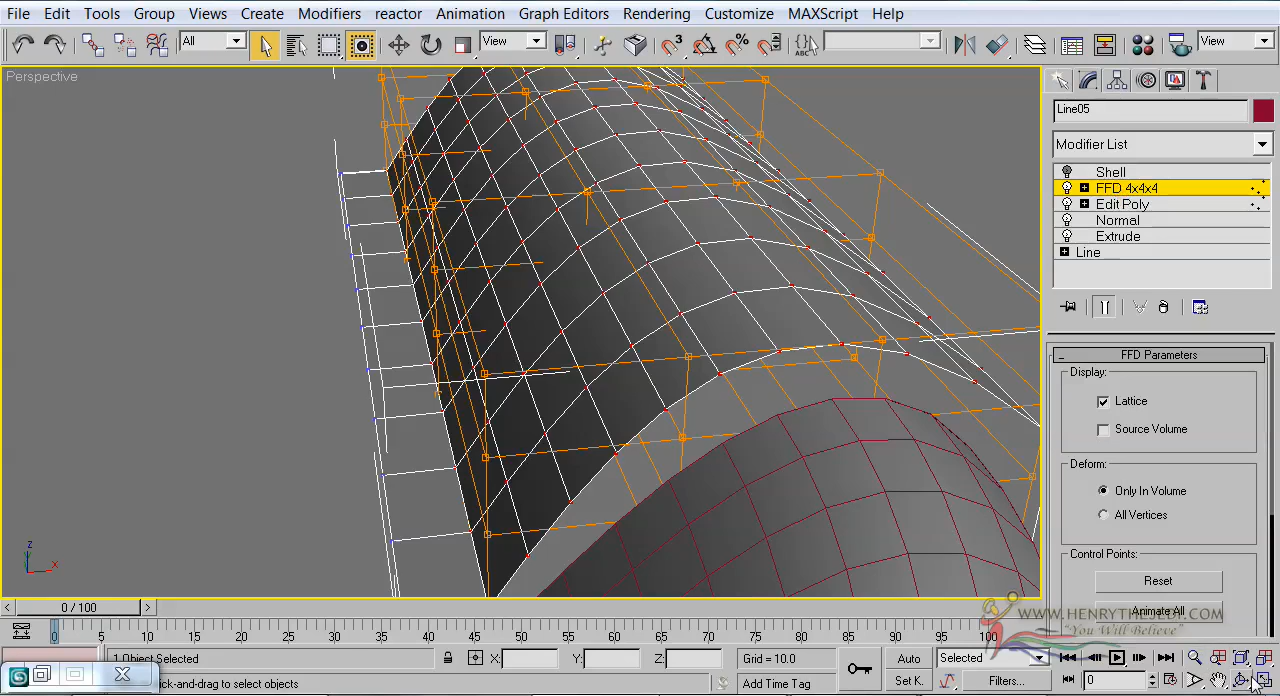 File Edit Tools Group Views Create Modifiers reactor Animation Graph Editors Rendering Customize MAXScript Help
All View 3 % ABC View
Perspective
Line05
Modifier List
Shell
FFD 4x4x4
Edit Poly
Normal
Extrude
Line
FFD Parameters
Display:
Lattice
Source Volume
Deform:
Only In Volume
All Vertices
Control Points:
Reset
Animate All
z
x
0 / 100
WWW.HENRYTHEJEDI.COM
"You Will Believe"
0 5 10 15 20 25 30 35 40 45 50 55 60 65 70 75 80 85 90 95 100
1 Object Selected X: Y: Z: Grid = 10.0 Auto Selected
ck-and-drag to select objects Add Time Tag Set K. Filters... 0